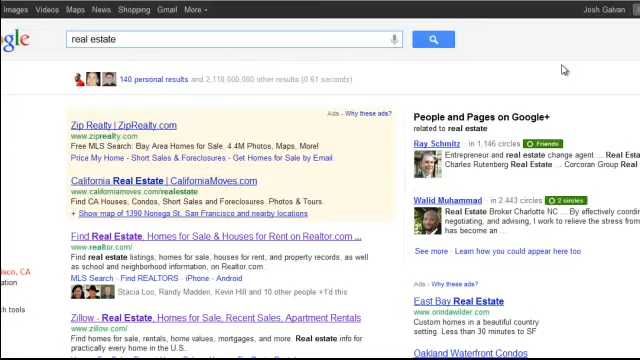 Images Videos Maps News Shopping Gmail More
Josh Galvan
gle
real estate
140 personal results and 2,110,000,000 other results (0.61 seconds)
Ads - Why these ads?
Zip Realty | ZipRealty.com
www.ziprealty.com
Free MLS Search: Bay Area Homes for Sale. 4.4M Photos, Maps, More!
Price My Home - Short Sales & Foreclosures - Get Homes for Sale by Email
California Real Estate | CaliforniaMoves.com
www.californiamoves.com/realestate
Find CA Houses, Condos, Short Sales and Foreclosures. Photos & Tours.
+ Show map of 1390 Noriega St, San Francisco and nearby locations
Find Real Estate, Homes for Sale & Houses for Rent on Realtor.com ...
www.realtor.com/
Find real estate listings, homes for sale, houses for rent, and property records, as
well as school and neighborhood information, on Realtor.com
MLS Search - Find REALTORS - iPhone - Android
Stacia Loo, Randy Madden, Kevin Hill and 10 other people +1'd this
Zillow - Real Estate, Homes for Sale, Recent Sales, Apartment Rentals
www.zillow.com/
Find homes for sale, rentals, home values, mortgages, and more. Real estate info for
practically every home in the U.S.
isco, CA
ation
ch tools
People and Pages on Google+
related to real estate
Ray Schmitz in 1,146 circles Friends
Entrepreneur and real estate change agent ... Real Esta
Charles Rutenberg Real Estate ... Corcoran Group Real
Walid Muhammad in 2,443 circles 2 circles
Real Estate Broker Charlotte NC ... By effectively coordin
negotiating, and advising, I work to relieve the stress from
has become an...
See more - Learn how you could appear here too
Ads - Why these ads?
East Bay Real Estate
www.orindawilder.com
Custom homes in a beautiful country
setting. Less than 30 minutes to SF
Oakland Waterfront Condos